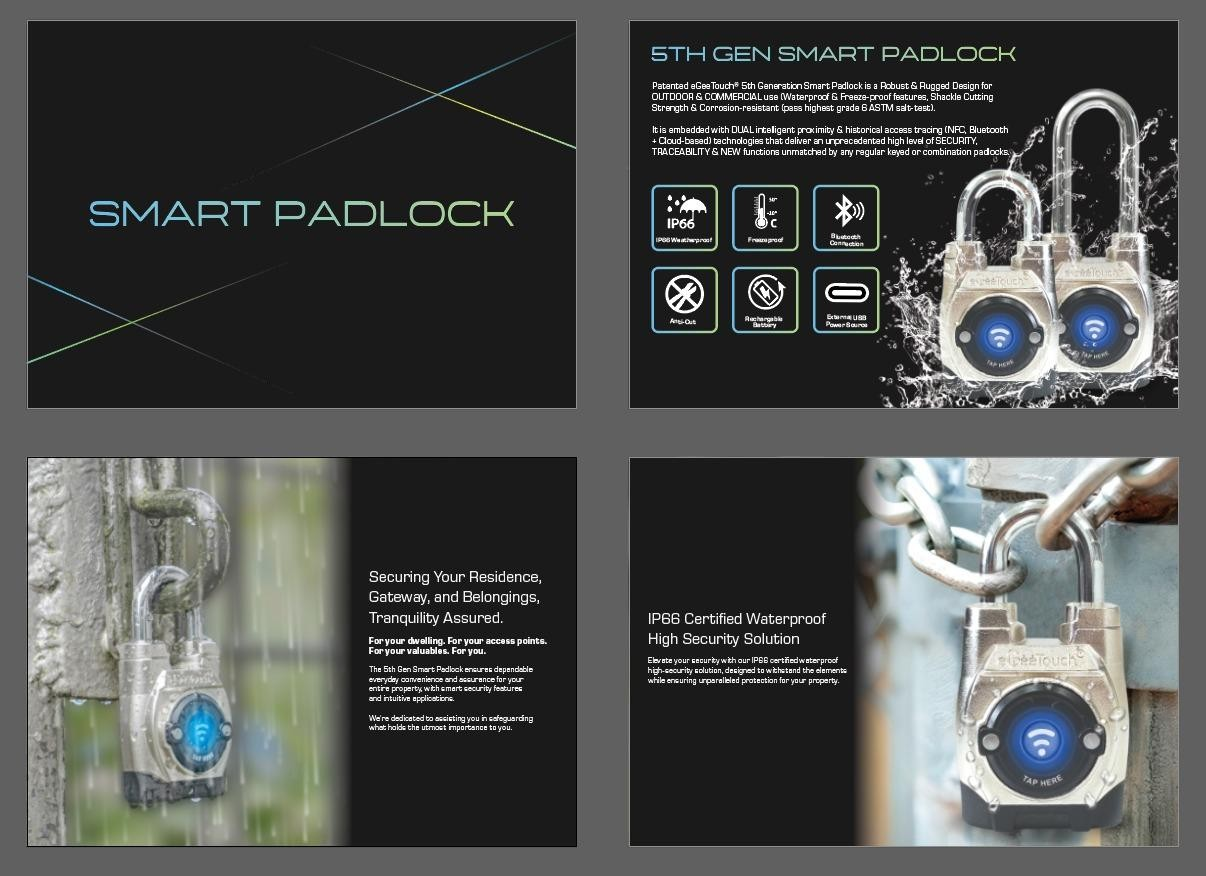 SMART PADLOCK
5TH GEN SMART PADLOCK
Patented eGeeTouch® 5th Generation Smart Padlock is a Robust & Rugged Design for
OUTDOOR & COMMERCIAL use (Waterproof & Freeze-proof features, Shackle Cutting
Strength & Corrosion-resistant (pass highest grade 6 ASTM salt-test).
It is embedded with DUAL intelligent proximity & historical access tracing (NFC, Bluetooth
+ Cloud-based) technologies that deliver an unprecedented high level of SECURITY,
TRACEABILITY & NEW functions unmatched by any regular keyed or combination padlocks.
IP66
IP66 Weatherproof
C
Freezeproof
Bluetooth
Connection
Anti-Cut
Rechargable
Battery
External USB
Power Source
eGeeTouch
eGeeTouch
TAP HERE
TAP HERE
Securing Your Residence,
Gateway, and Belongings,
Tranquility Assured.
For your dwelling. For your access points.
For your valuables. For you.
The 5th Gen Smart Padlock ensures dependable
everyday convenience and assurance for your
entire property, with smart security features
and intuitive applications.
We're dedicated to assisting you in safeguarding
what holds the utmost importance to you.
TAP HERE
IP66 Certified Waterproof
High Security Solution
Elevate your security with our IP66 certified waterproof
high-security solution, designed to withstand the elements
while ensuring unparalleled protection for your property.
eGeeTouch
TAP HERE